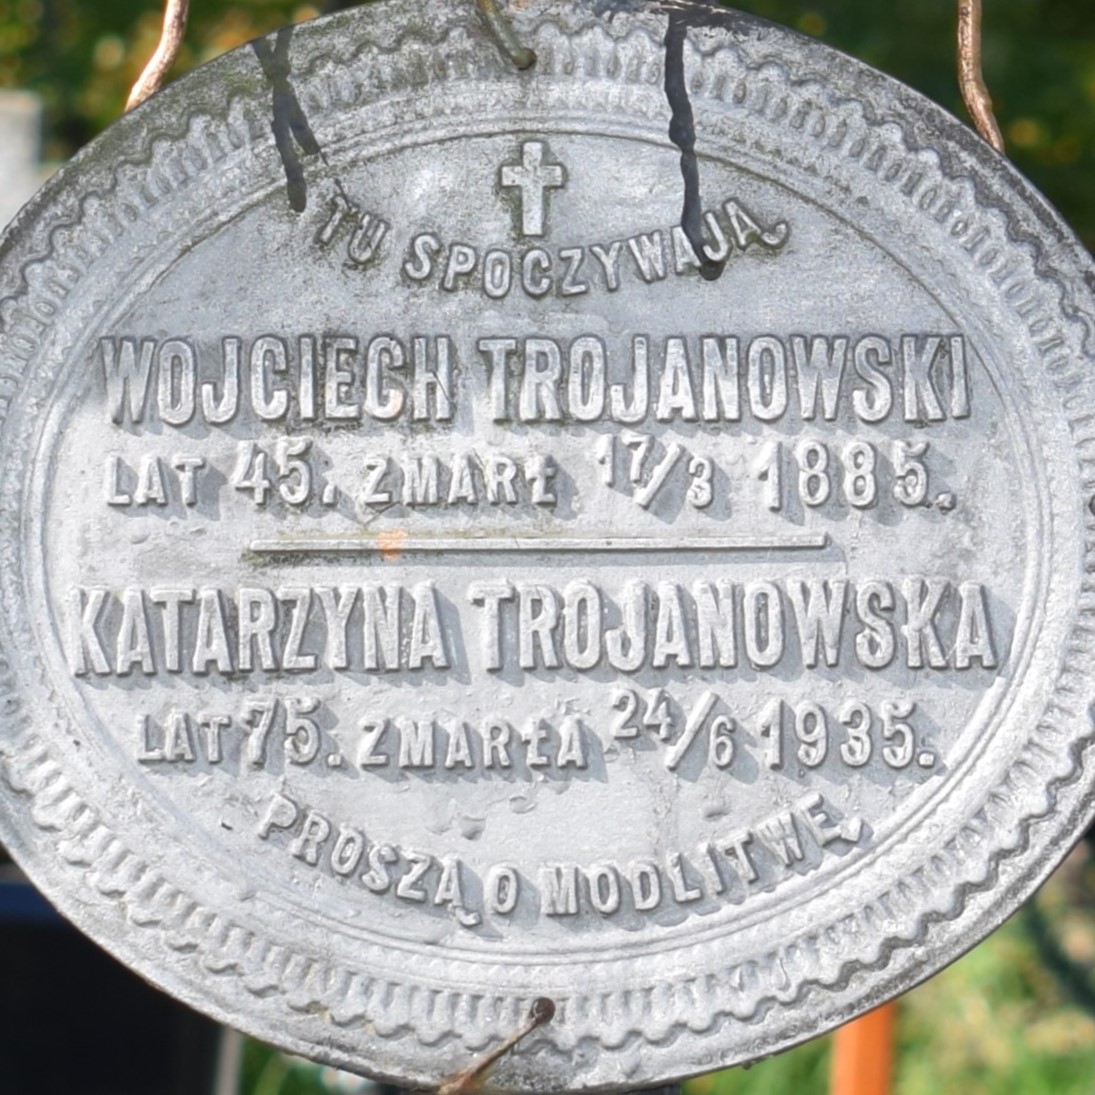 TU SPOCZYWAJĄ
WOJCIECH TROJANOWSKI
LAT 45. ZMARŁ 17/3 1885.
KATARZYNA TROJANOWSKA
LAT 75. ZMARŁA 24/6 1935.
PROSZĄ O MODLITWĘ